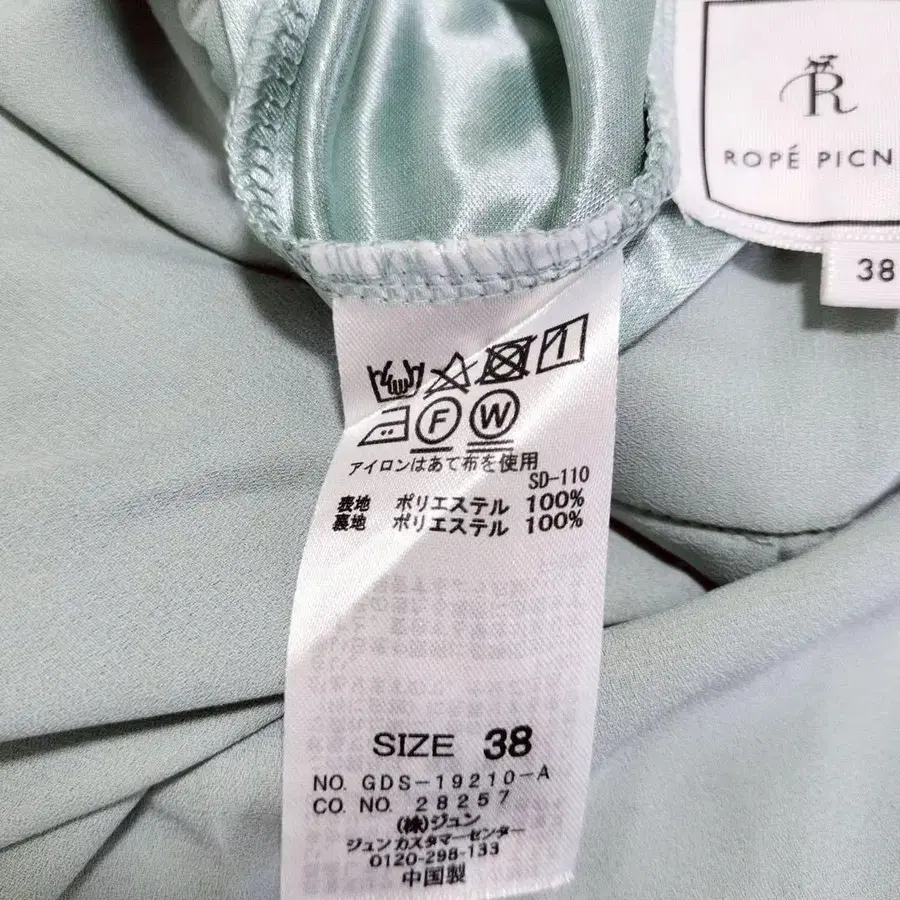 R
ROPÉ PICN
38
F W
アイロンはあて布を使用
SD-110
表地 ポリエステル 100%
裏地 ポリエステル 100%
SIZE 38
NO. GDS-19210-A
CO. NO. 28257
(株)ジュン
ジュンカスタマーセンター
0120-298-133
中国製